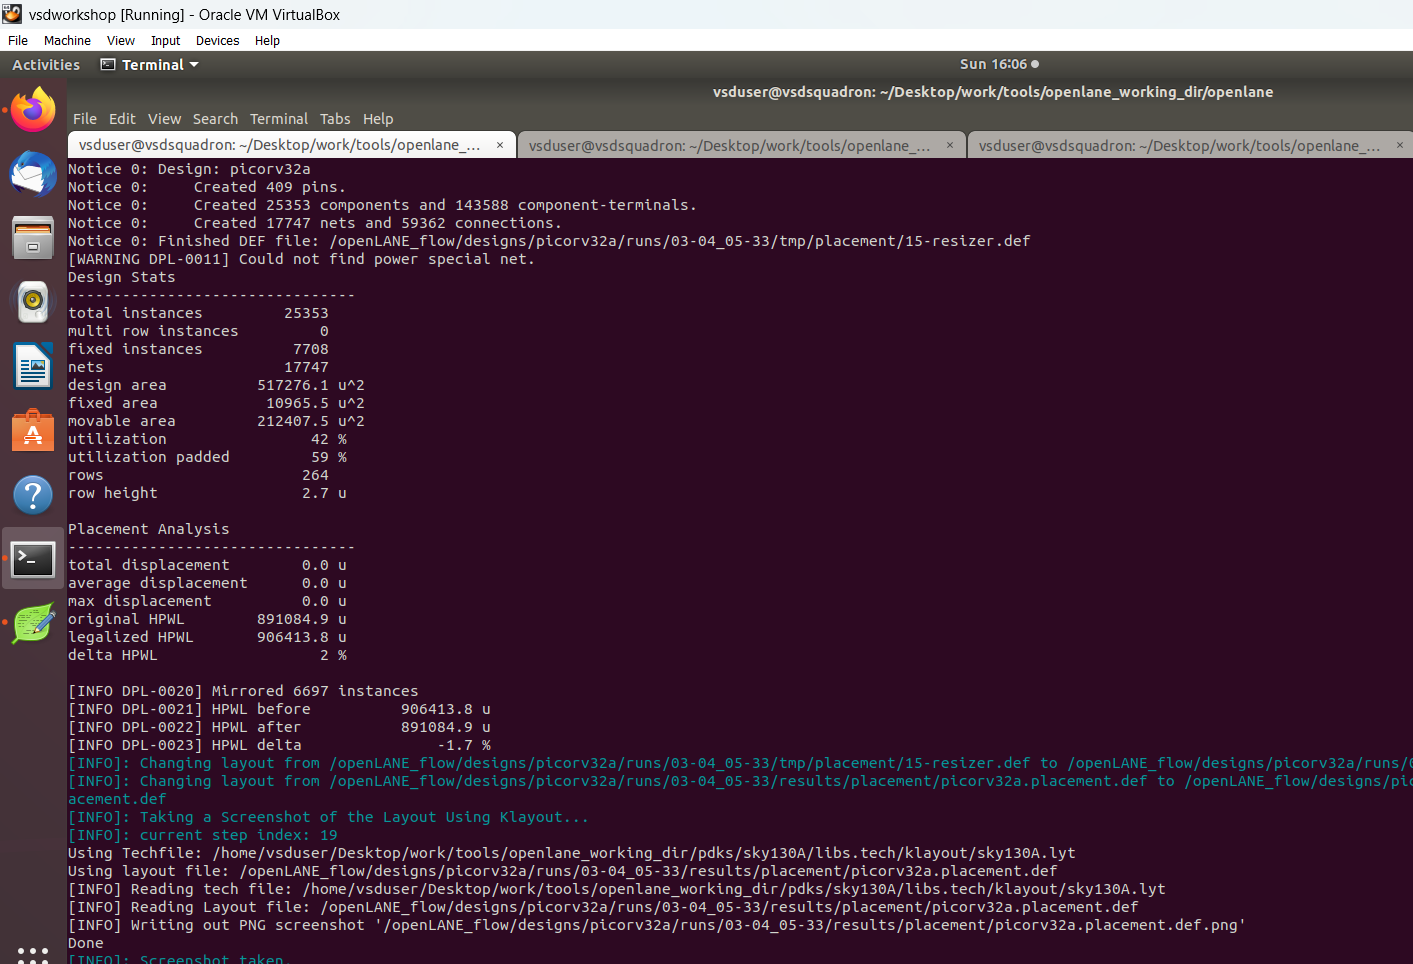 vsdworkshop [Running] - Oracle VM VirtualBox
File Machine View Input Devices Help
Activities Terminal Sun 16:06
vsduser@vsdsquadron: ~/Desktop/work/tools/openlane_working_dir/openlane
File Edit View Search Terminal Tabs Help
vsduser@vsdsquadron: ~/Desktop/work/tools/openlane_... × vsduser@vsdsquadron: ~/Desktop/work/tools/openlane_... × vsduser@vsdsquadron: ~/Desktop/work/tools/openlane_... ×
Notice 0: Design: picorv32a
Notice 0:     Created 409 pins.
Notice 0:     Created 25353 components and 143588 component-terminals.
Notice 0:     Created 17747 nets and 59362 connections.
Notice 0: Finished DEF file: /openLANE_flow/designs/picorv32a/runs/03-04_05-33/tmp/placement/15-resizer.def
[WARNING DPL-0011] Could not find power special net.
Design Stats
--------------------------------
total instances         25353
multi row instances         0
fixed instances          7708
nets                    17747
design area          517276.1 u^2
fixed area            10965.5 u^2
movable area         212407.5 u^2
utilization                42 %
utilization padded         59 %
rows                      264
row height                2.7 u
Placement Analysis
--------------------------------
total displacement        0.0 u
average displacement      0.0 u
max displacement          0.0 u
original HPWL        891084.9 u
legalized HPWL       906413.8 u
delta HPWL                  2 %
[INFO DPL-0020] Mirrored 6697 instances
[INFO DPL-0021] HPWL before          906413.8 u
[INFO DPL-0022] HPWL after           891084.9 u
[INFO DPL-0023] HPWL delta               -1.7 %
[INFO]: Changing layout from /openLANE_flow/designs/picorv32a/runs/03-04_05-33/tmp/placement/15-resizer.def to /openLANE_flow/designs/picorv32a/runs/
[INFO]: Changing layout from /openLANE_flow/designs/picorv32a/runs/03-04_05-33/results/placement/picorv32a.placement.def to /openLANE_flow/designs/pic
acement.def
[INFO]: Taking a Screenshot of the Layout Using Klayout...
[INFO]: current step index: 19
Using Techfile: /home/vsduser/Desktop/work/tools/openlane_working_dir/pdks/sky130A/libs.tech/klayout/sky130A.lyt
Using layout file: /openLANE_flow/designs/picorv32a/runs/03-04_05-33/results/placement/picorv32a.placement.def
[INFO] Reading tech file: /home/vsduser/Desktop/work/tools/openlane_working_dir/pdks/sky130A/libs.tech/klayout/sky130A.lyt
[INFO] Reading Layout file: /openLANE_flow/designs/picorv32a/runs/03-04_05-33/results/placement/picorv32a.placement.def
[INFO] Writing out PNG screenshot '/openLANE_flow/designs/picorv32a/runs/03-04_05-33/results/placement/picorv32a.placement.def.png'
Done
[INFO]: Screenshot taken.